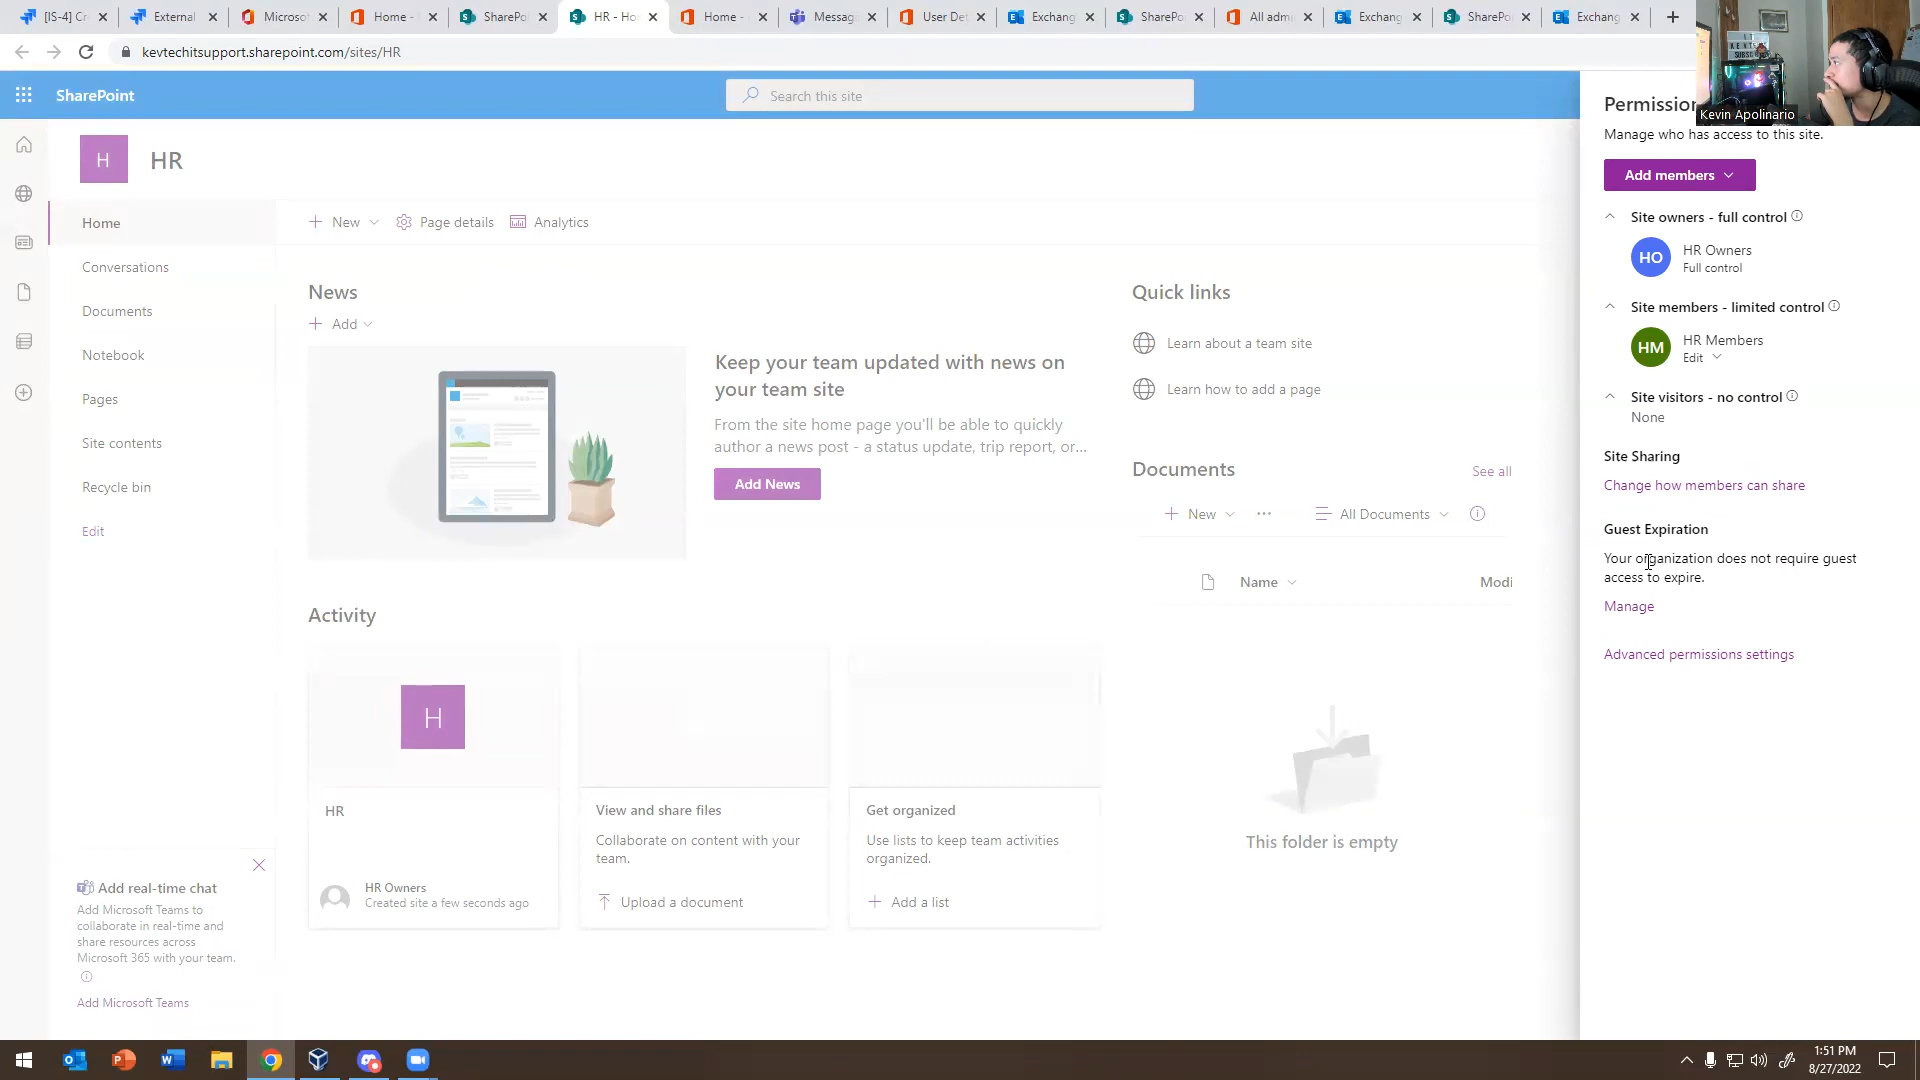 [IS-4] Cr
External
Microso
Home -
SharePo
HR - Ho
Home -
Messag
User De
Exchang
SharePo
All admi
Exchang
SharePo
Exchang
kevtechitsupport.sharepoint.com/sites/HR
SharePoint
Search this site
Kevin Apolinario
H
HR
Home
Conversations
Documents
Notebook
Pages
Site contents
Recycle bin
Edit
Add real-time chat
Add Microsoft Teams to
collaborate in real-time and
share resources across
Microsoft 365 with your team.
Add Microsoft Teams
New
Page details
Analytics
News
Add
Keep your team updated with news on
your team site
From the site home page you'll be able to quickly
author a news post - a status update, trip report, or...
Add News
Activity
H
HR
HR Owners
Created site a few seconds ago
View and share files
Collaborate on content with your
team.
Upload a document
Get organized
Use lists to keep team activities
organized.
Add a list
Quick links
Learn about a team site
Learn how to add a page
Documents
See all
New
All Documents
Name
Modi
This folder is empty
Permission
Manage who has access to this site.
Add members
Site owners - full control
HO
HR Owners
Full control
Site members - limited control
HM
HR Members
Edit
Site visitors - no control
None
Site Sharing
Change how members can share
Guest Expiration
Your organization does not require guest
access to expire.
Manage
Advanced permissions settings
1:51 PM
8/27/2022